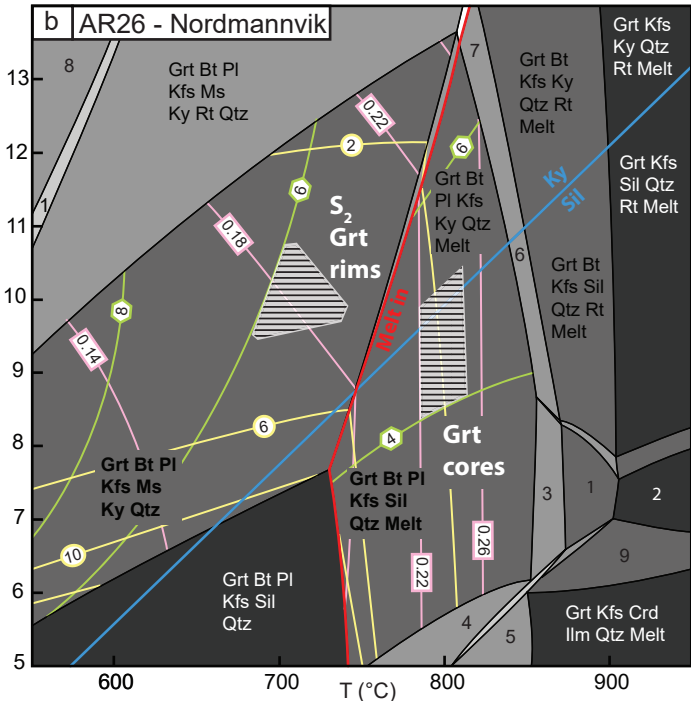 b AR26 - Nordmannvik
13
12
11
10
9
8
7
6
5
600
700
800
900
T (°C)
8
Grt Bt Pl
Kfs Ms
Ky Rt Qtz
1
7
Grt Bt
Kfs Ky
Qtz Rt
Melt
Grt Kfs
Ky Qtz
Rt Melt
Grt Kfs
Sil Qtz
Rt Melt
Ky
Sil
0.22
2
6
6
S2
Grt
rims
Grt Bt
Pl Kfs
Ky Qtz
Melt
0.18
6
Grt Bt
Kfs Sil
Qtz Rt
Melt
Melt in
8
0.14
6
4
Grt
cores
Grt Bt Pl
Kfs Ms
Ky Qtz
Grt Bt Pl
Kfs Sil
Qtz Melt
3
1
2
10
0.22
0.26
9
Grt Bt Pl
Kfs Sil
Qtz
4
5
Grt Kfs Crd
Ilm Qtz Melt